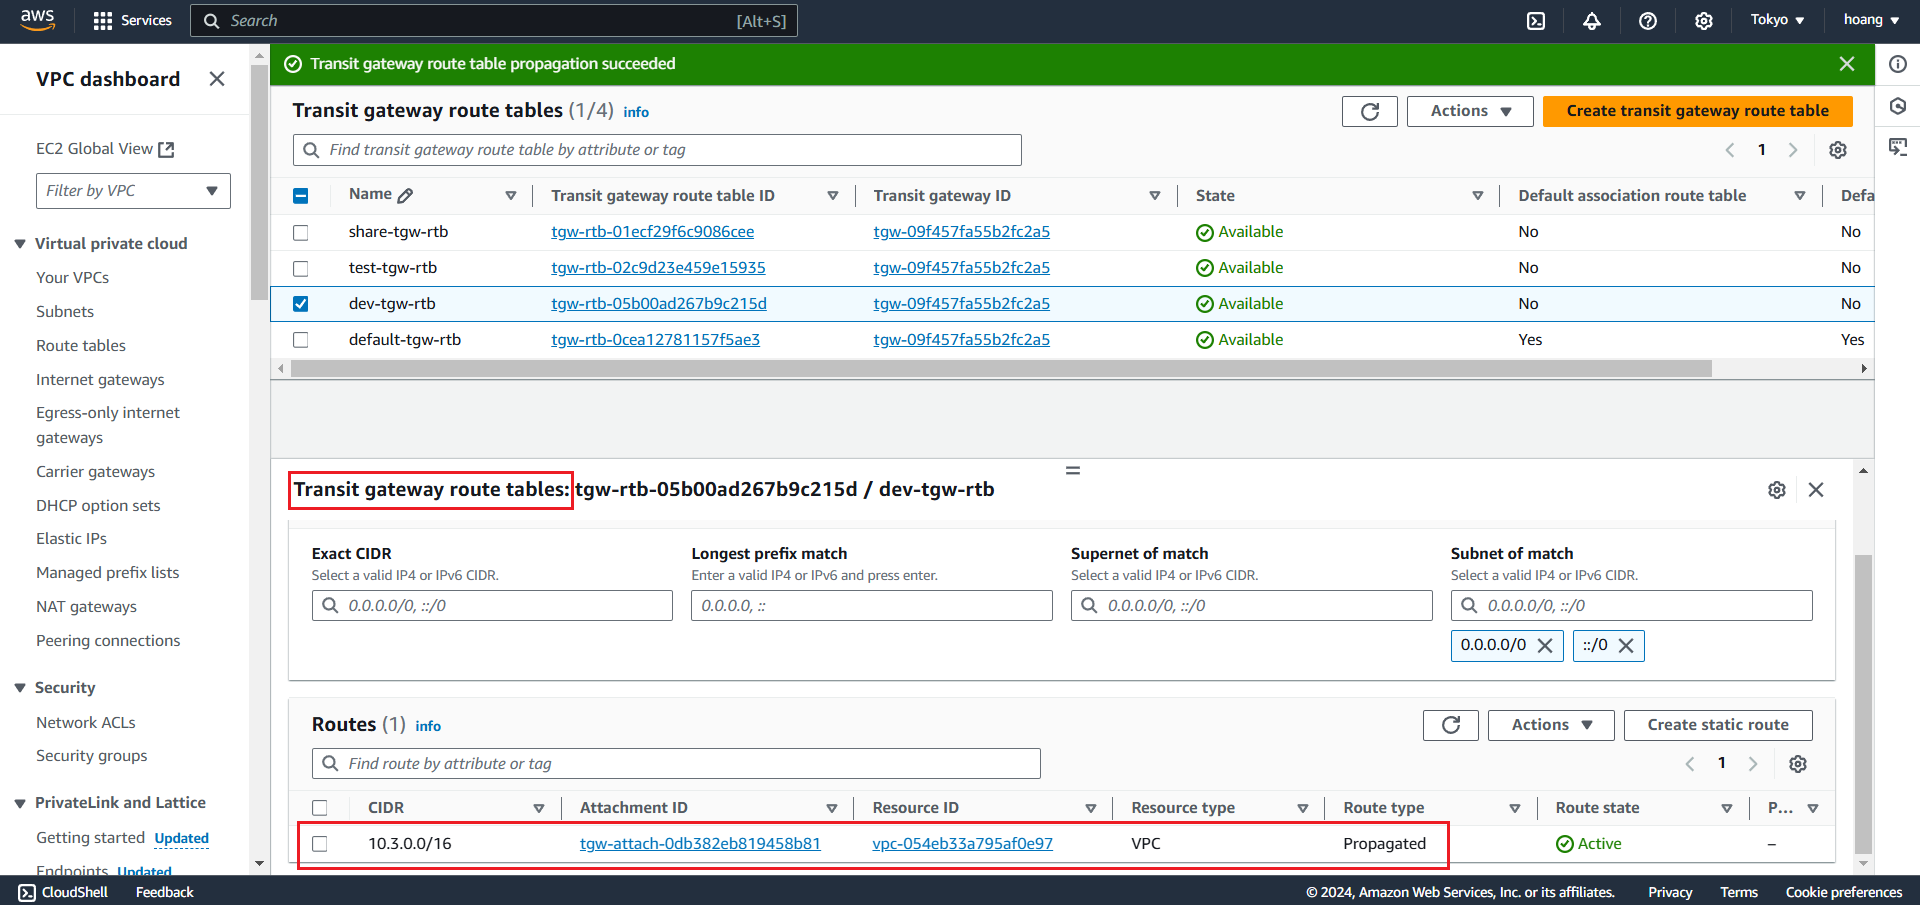 aws
Services
Search
[Alt+S]
Tokyo
hoang
VPC dashboard
EC2 Global View
Filter by VPC
Virtual private cloud
Your VPCs
Subnets
Route tables
Internet gateways
Egress-only internet
gateways
Carrier gateways
DHCP option sets
Elastic IPs
Managed prefix lists
NAT gateways
Peering connections
Security
Network ACLs
Security groups
PrivateLink and Lattice
Getting started Updated
Endpoints Updated
Transit gateway route table propagation succeeded
Transit gateway route tables (1/4) info
Actions
Create transit gateway route table
Find transit gateway route table by attribute or tag
1
Name Transit gateway route table ID Transit gateway ID State Default association route table Defa
share-tgw-rtb tgw-rtb-01ecf29f6c9086cee tgw-09f457fa55b2fc2a5 Available No No
test-tgw-rtb tgw-rtb-02c9d23e459e15935 tgw-09f457fa55b2fc2a5 Available No No
dev-tgw-rtb tgw-rtb-05b00ad267b9c215d tgw-09f457fa55b2fc2a5 Available No No
default-tgw-rtb tgw-rtb-0cea12781157f5ae3 tgw-09f457fa55b2fc2a5 Available Yes Yes
Transit gateway route tables: tgw-rtb-05b00ad267b9c215d / dev-tgw-rtb
Exact CIDR
Select a valid IP4 or IPv6 CIDR.
0.0.0.0/0, ::/0
Longest prefix match
Enter a valid IP4 or IPv6 and press enter.
0.0.0.0, ::
Supernet of match
Select a valid IP4 or IPv6 CIDR.
0.0.0.0/0, ::/0
Subnet of match
Select a valid IP4 or IPv6 CIDR.
0.0.0.0/0, ::/0
0.0.0.0/0 ::/0
Routes (1) info
Actions
Create static route
Find route by attribute or tag
1
CIDR Attachment ID Resource ID Resource type Route type Route state P...
10.3.0.0/16 tgw-attach-0db382eb819458b81 vpc-054eb33a795af0e97 VPC Propagated Active –
CloudShell Feedback
© 2024, Amazon Web Services, Inc. or its affiliates. Privacy Terms Cookie preferences